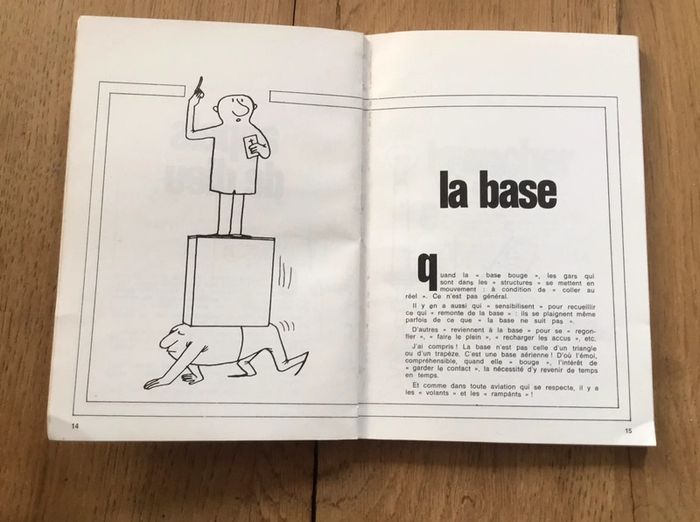 la base
quand la « base bouge », les gars qui
sont dans les « structures » se mettent en
mouvement : à condition de « coller au
réel ». Ce n'est pas général.
Il y en a aussi qui « sensibilisent » pour recueillir
ce qui « remonte de la base » : ils se plaignent même
parfois de ce que « la base ne suit pas ».
D'autres « reviennent à la base » pour se « regon-
fler », « faire le plein », « recharger les accus », etc.
J'ai compris ! La base n'est pas celle d'un triangle
ou d'un trapèze. C'est une base aérienne ! D'où l'émoi,
compréhensible, quand elle « bouge », l'intérêt de
« garder le contact », la nécessité d'y revenir de temps
en temps.
Et comme dans toute aviation qui se respecte, il y a
les « volants » et les « rampants » !
14
15